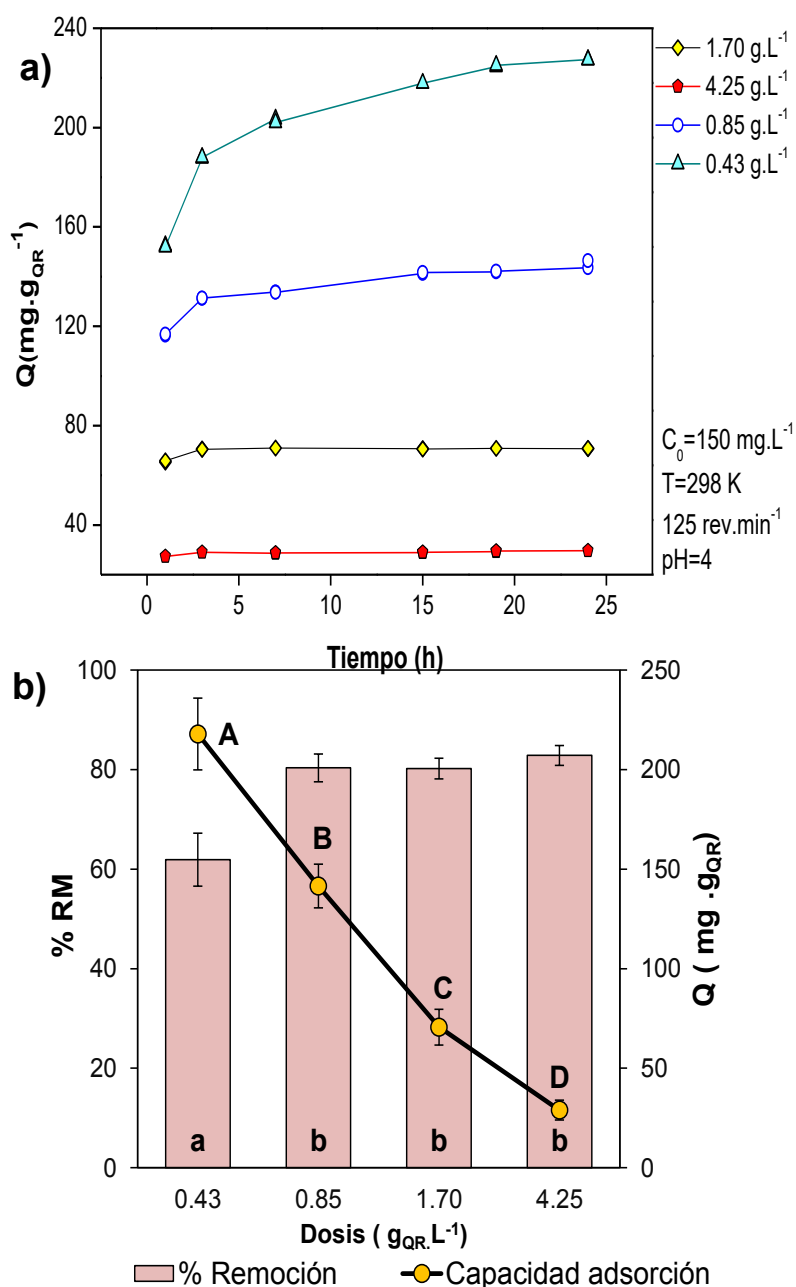 a)
240
200
160
120
80
40
Q(mg.g_QR^-1)
0 5 10 15 20 25
Tiempo (h)
1.70 g.L^-1
4.25 g.L^-1
0.85 g.L^-1
0.43 g.L^-1
C_0=150 mg.L^-1
T=298 K
125 rev.min^-1
pH=4
b)
100
80
60
40
20
0
% RM
A
B
C
D
a b b b
250
200
150
100
50
0
Q ( mg .g_QR)
0.43 0.85 1.70 4.25
Dosis ( g_QR.L^-1)
% Remoción Capacidad adsorción